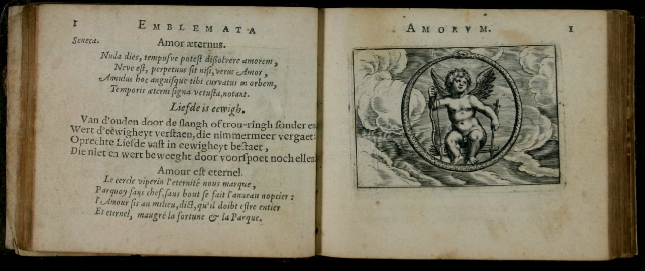 1 EMBLEMATA
Seneca. Amor æternus.
Nulla dies, tempusve potest dissolvere amorem,
Neve est, perpetuus sit nisi, verus Amor,
Annulus hoc anguisque tibi curvatus in orbem,
Temporis æterni signa vetusta, notant.
Liefde is eewigh.
Van d'ouden door de slangh oft trou-ringh sonder
Wert d'eewigheyt verstaen, die nimmermeer vergaet:
Oprechte Liefde vast in eewigheyt bestaet,
Die niet en wert beweeght door voorspoet noch ellen
Amour est eternel.
Le cercle viperin l'eternité nous marque,
Parquoy sans chef, sans bout se fait l'anneau nopcier:
l'Amour sis au milieu, dict, qu'il doibt estre entier
Et eternel, maugré la fortune & la Parque.
AMORVM. 1